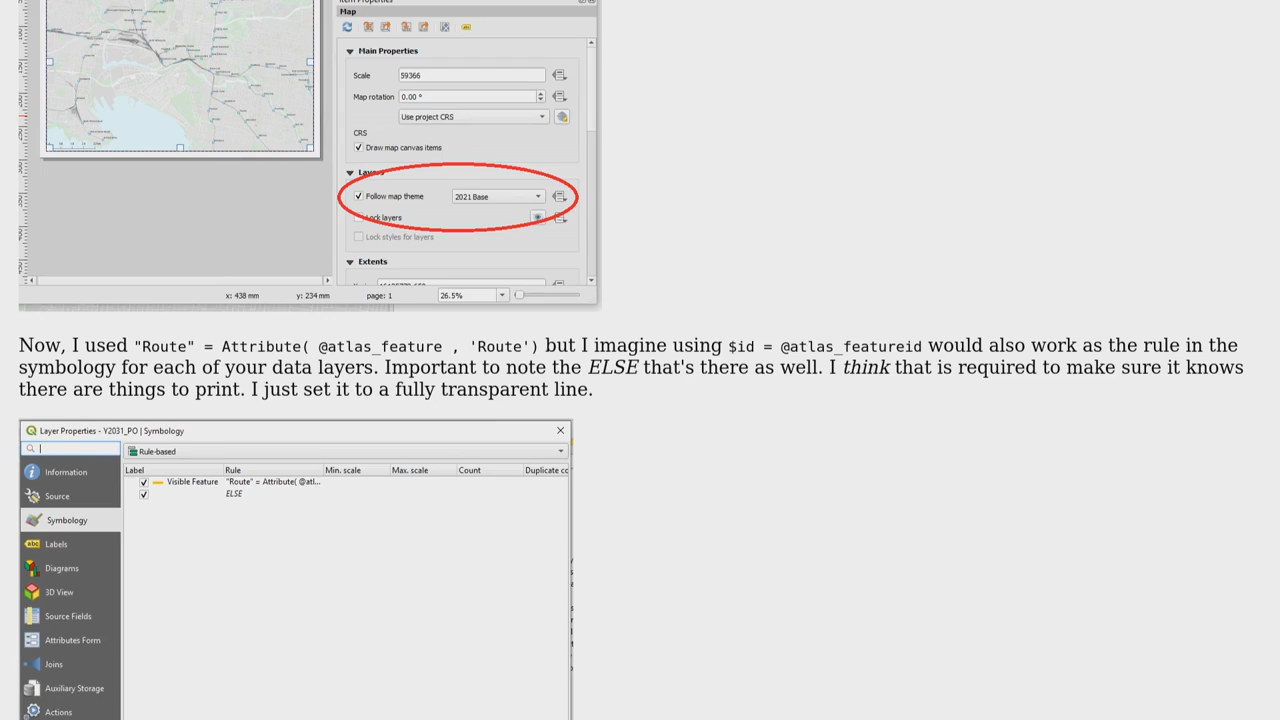 Map
Main Properties
Scale 59366
Map rotation 0.00 °
Use project CRS
CRS
Draw map canvas items
Follow map theme 2021 Base
Lock layers
Lock styles for layers
Extents
x: 438 mm y: 234 mm page: 1 26.5%
Now, I used "Route" = Attribute( @atlas_feature , 'Route') but I imagine using $id = @atlas_featureid would also work as the rule in the
symbology for each of your data layers. Important to note the ELSE that's there as well. I think that is required to make sure it knows
there are things to print. I just set it to a fully transparent line.
Layer Properties - Y2031_PO | Symbology
Rule-based
Label Rule Min. scale Max. scale Count Duplicate cc
Visible Feature "Route" = Attribute( @atl...
ELSE
Information
Source
Symbology
abc Labels
Diagrams
3D View
Source Fields
Attributes Form
Joins
Auxiliary Storage
Actions